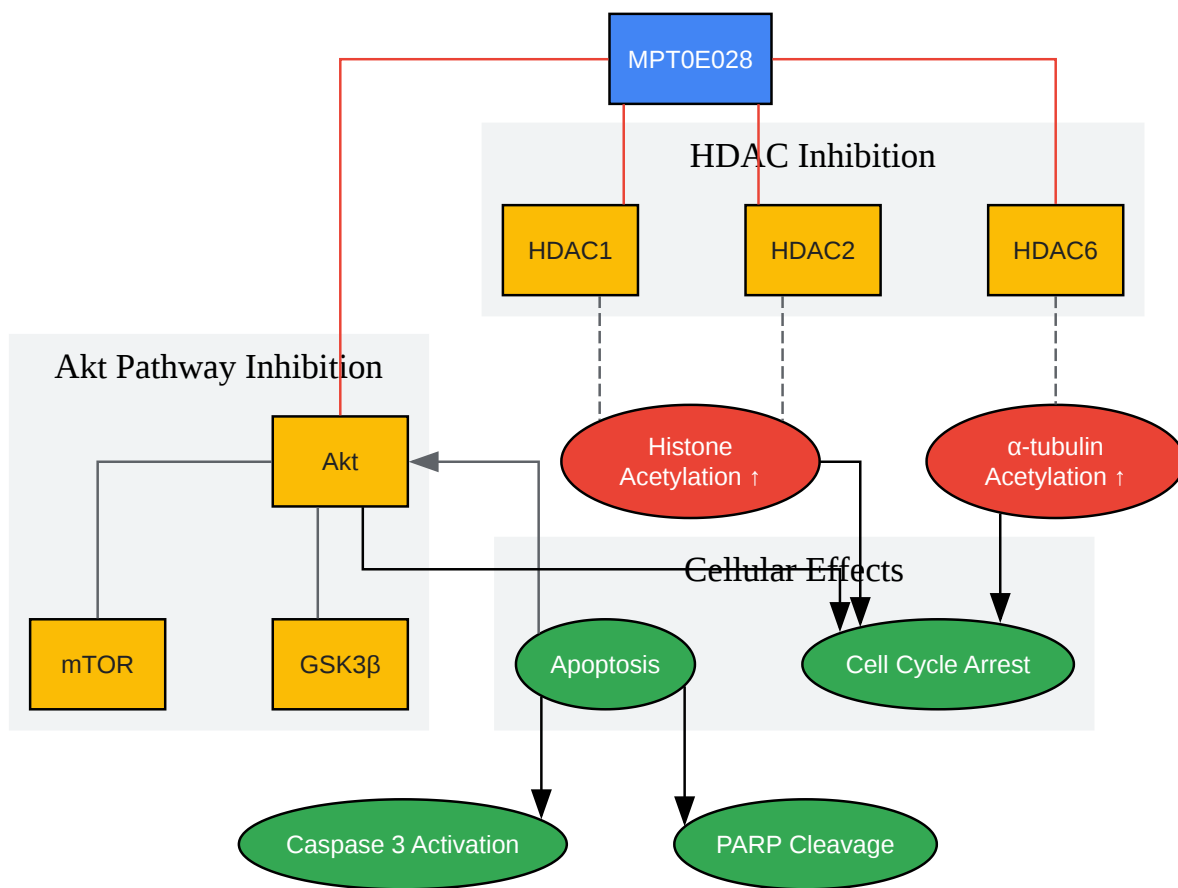 MPT0E028
HDAC Inhibition
HDAC1
HDAC2
HDAC6
Akt Pathway Inhibition
Akt
Histone
Acetylation ↑
α-tubulin
Acetylation ↑
Cellular Effects
mTOR
GSK3β
Apoptosis
Cell Cycle Arrest
Caspase 3 Activation
PARP Cleavage